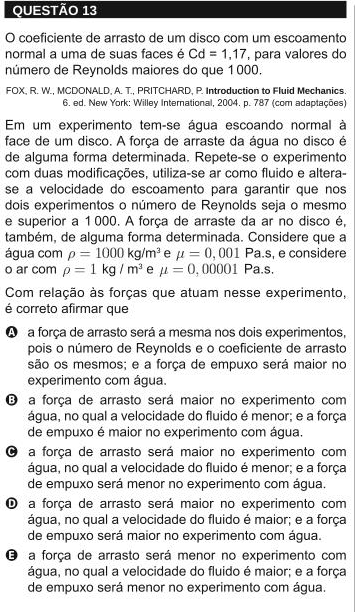 QUESTÃO 13
O coeficiente de arrasto de um disco com um escoamento
normal a uma de suas faces é Cd = 1,17, para valores do
número de Reynolds maiores do que 1 000.
FOX, R. W., MCDONALD, A. T., PRITCHARD, P. Introduction to Fluid Mechanics.
6. ed. New York: Willey International, 2004. p. 787 (com adaptações)
Em um experimento tem-se água escoando normal à
face de um disco. A força de arraste da água no disco é
de alguma forma determinada. Repete-se o experimento
com duas modificações, utiliza-se ar como fluido e altera-
se a velocidade do escoamento para garantir que nos
dois experimentos o número de Reynolds seja o mesmo
e superior a 1 000. A força de arraste da ar no disco é,
também, de alguma forma determinada. Considere que a
água com ρ = 1000 kg/m³ e μ = 0,001 Pa.s, e considere
o ar com ρ = 1 kg / m³ e μ = 0,00001 Pa.s.
Com relação às forças que atuam nesse experimento,
é correto afirmar que
A a força de arrasto será a mesma nos dois experimentos,
pois o número de Reynolds e o coeficiente de arrasto
são os mesmos; e a força de empuxo será maior no
experimento com água.
B a força de arrasto será maior no experimento com
água, no qual a velocidade do fluido é menor; e a força
de empuxo é maior no experimento com água.
C a força de arrasto será maior no experimento com
água, no qual a velocidade do fluido é menor; e a força
de empuxo será menor no experimento com água.
D a força de arrasto será maior no experimento com
água, no qual a velocidade do fluido é maior; e a força
de empuxo será maior no experimento com água.
E a força de arrasto será menor no experimento com
água, no qual a velocidade do fluido é maior; e a força
de empuxo será menor no experimento com água.